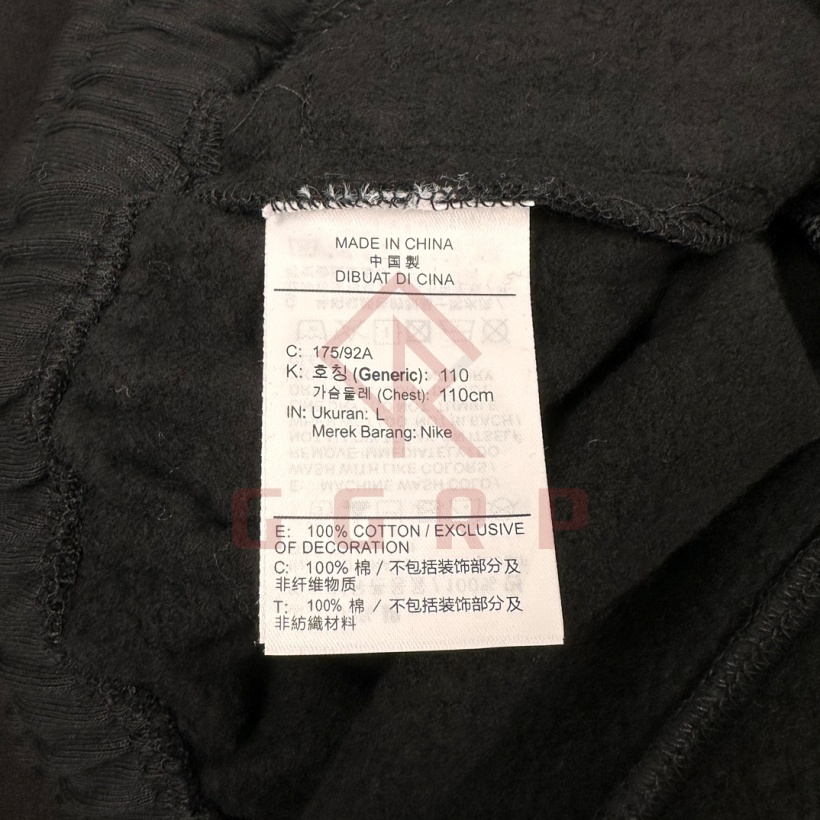 MADE IN CHINA
中国製
DIBUAT DI CINA
C: 175/92A
K: 호칭 (Generic): 110
가슴둘레 (Chest): 110cm
IN: Ukuran: L
Merek Barang: Nike
E: 100% COTTON / EXCLUSIVE
OF DECORATION
C: 100% 棉 / 不包括装饰部分及
非纤维物质
T: 100% 棉 / 不包括装饰部分及
非紡織材料